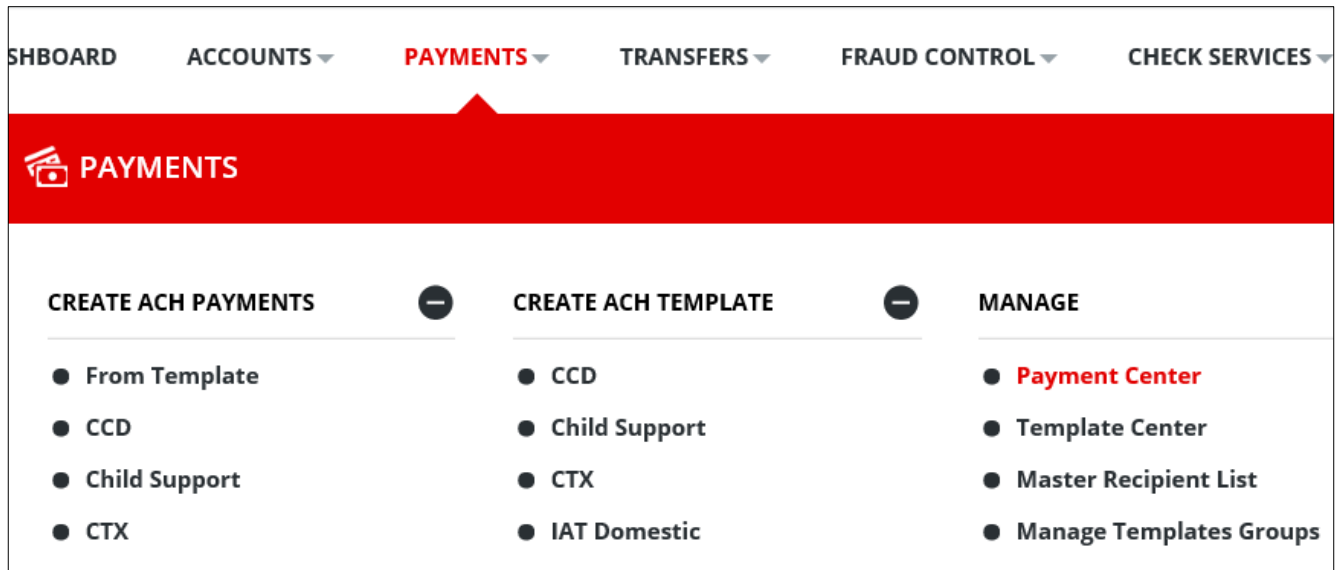 SHBOARD ACCOUNTS PAYMENTS TRANSFERS FRAUD CONTROL CHECK SERVICES
PAYMENTS
CREATE ACH PAYMENTS
From Template
CCD
Child Support
CTX
CREATE ACH TEMPLATE
CCD
Child Support
CTX
IAT Domestic
MANAGE
Payment Center
Template Center
Master Recipient List
Manage Templates Groups